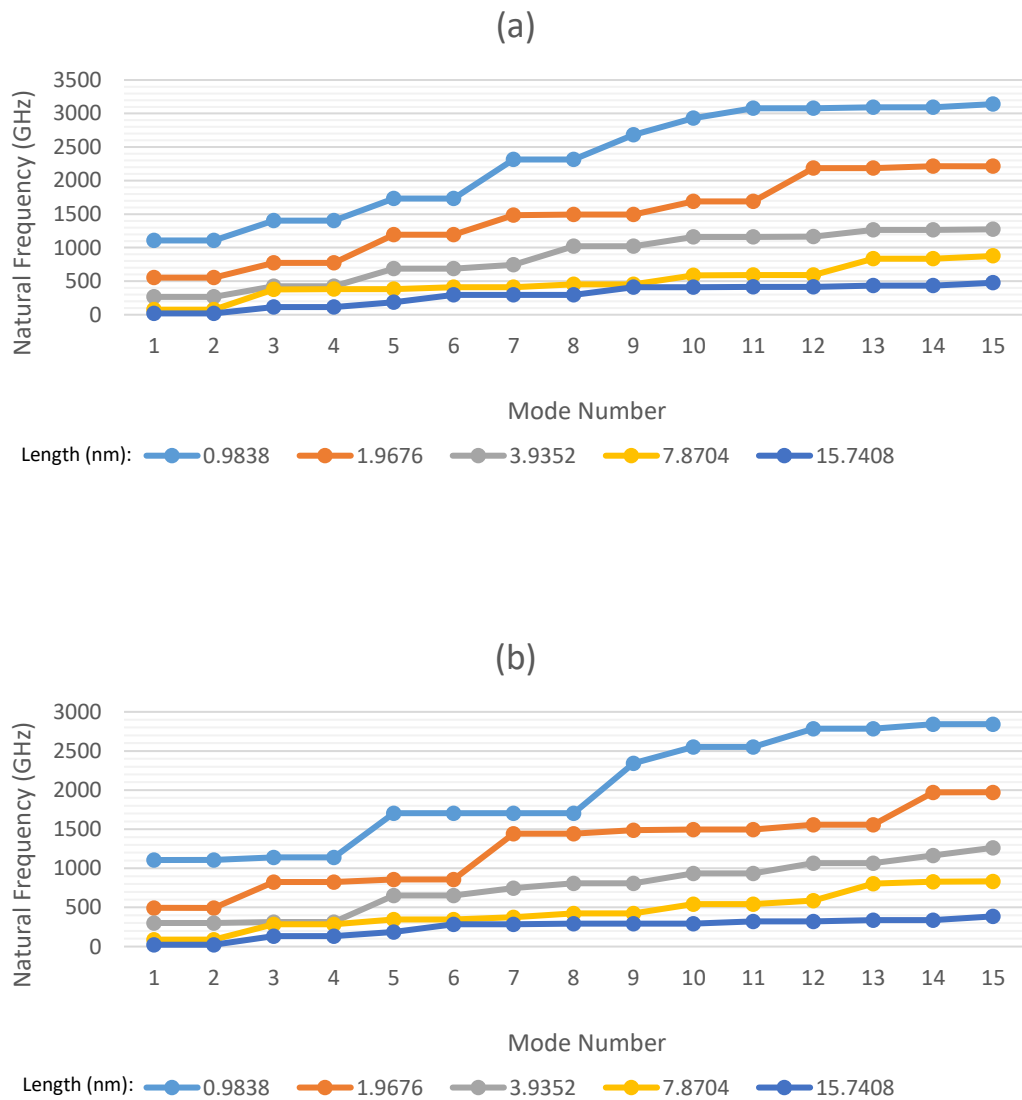 (a)
Natural Frequency (GHz)
3500
3000
2500
2000
1500
1000
500
0
1 2 3 4 5 6 7 8 9 10 11 12 13 14 15
Mode Number
Length (nm): 0.9838 1.9676 3.9352 7.8704 15.7408
(b)
Natural Frequency (GHz)
3000
2500
2000
1500
1000
500
0
1 2 3 4 5 6 7 8 9 10 11 12 13 14 15
Mode Number
Length (nm): 0.9838 1.9676 3.9352 7.8704 15.7408